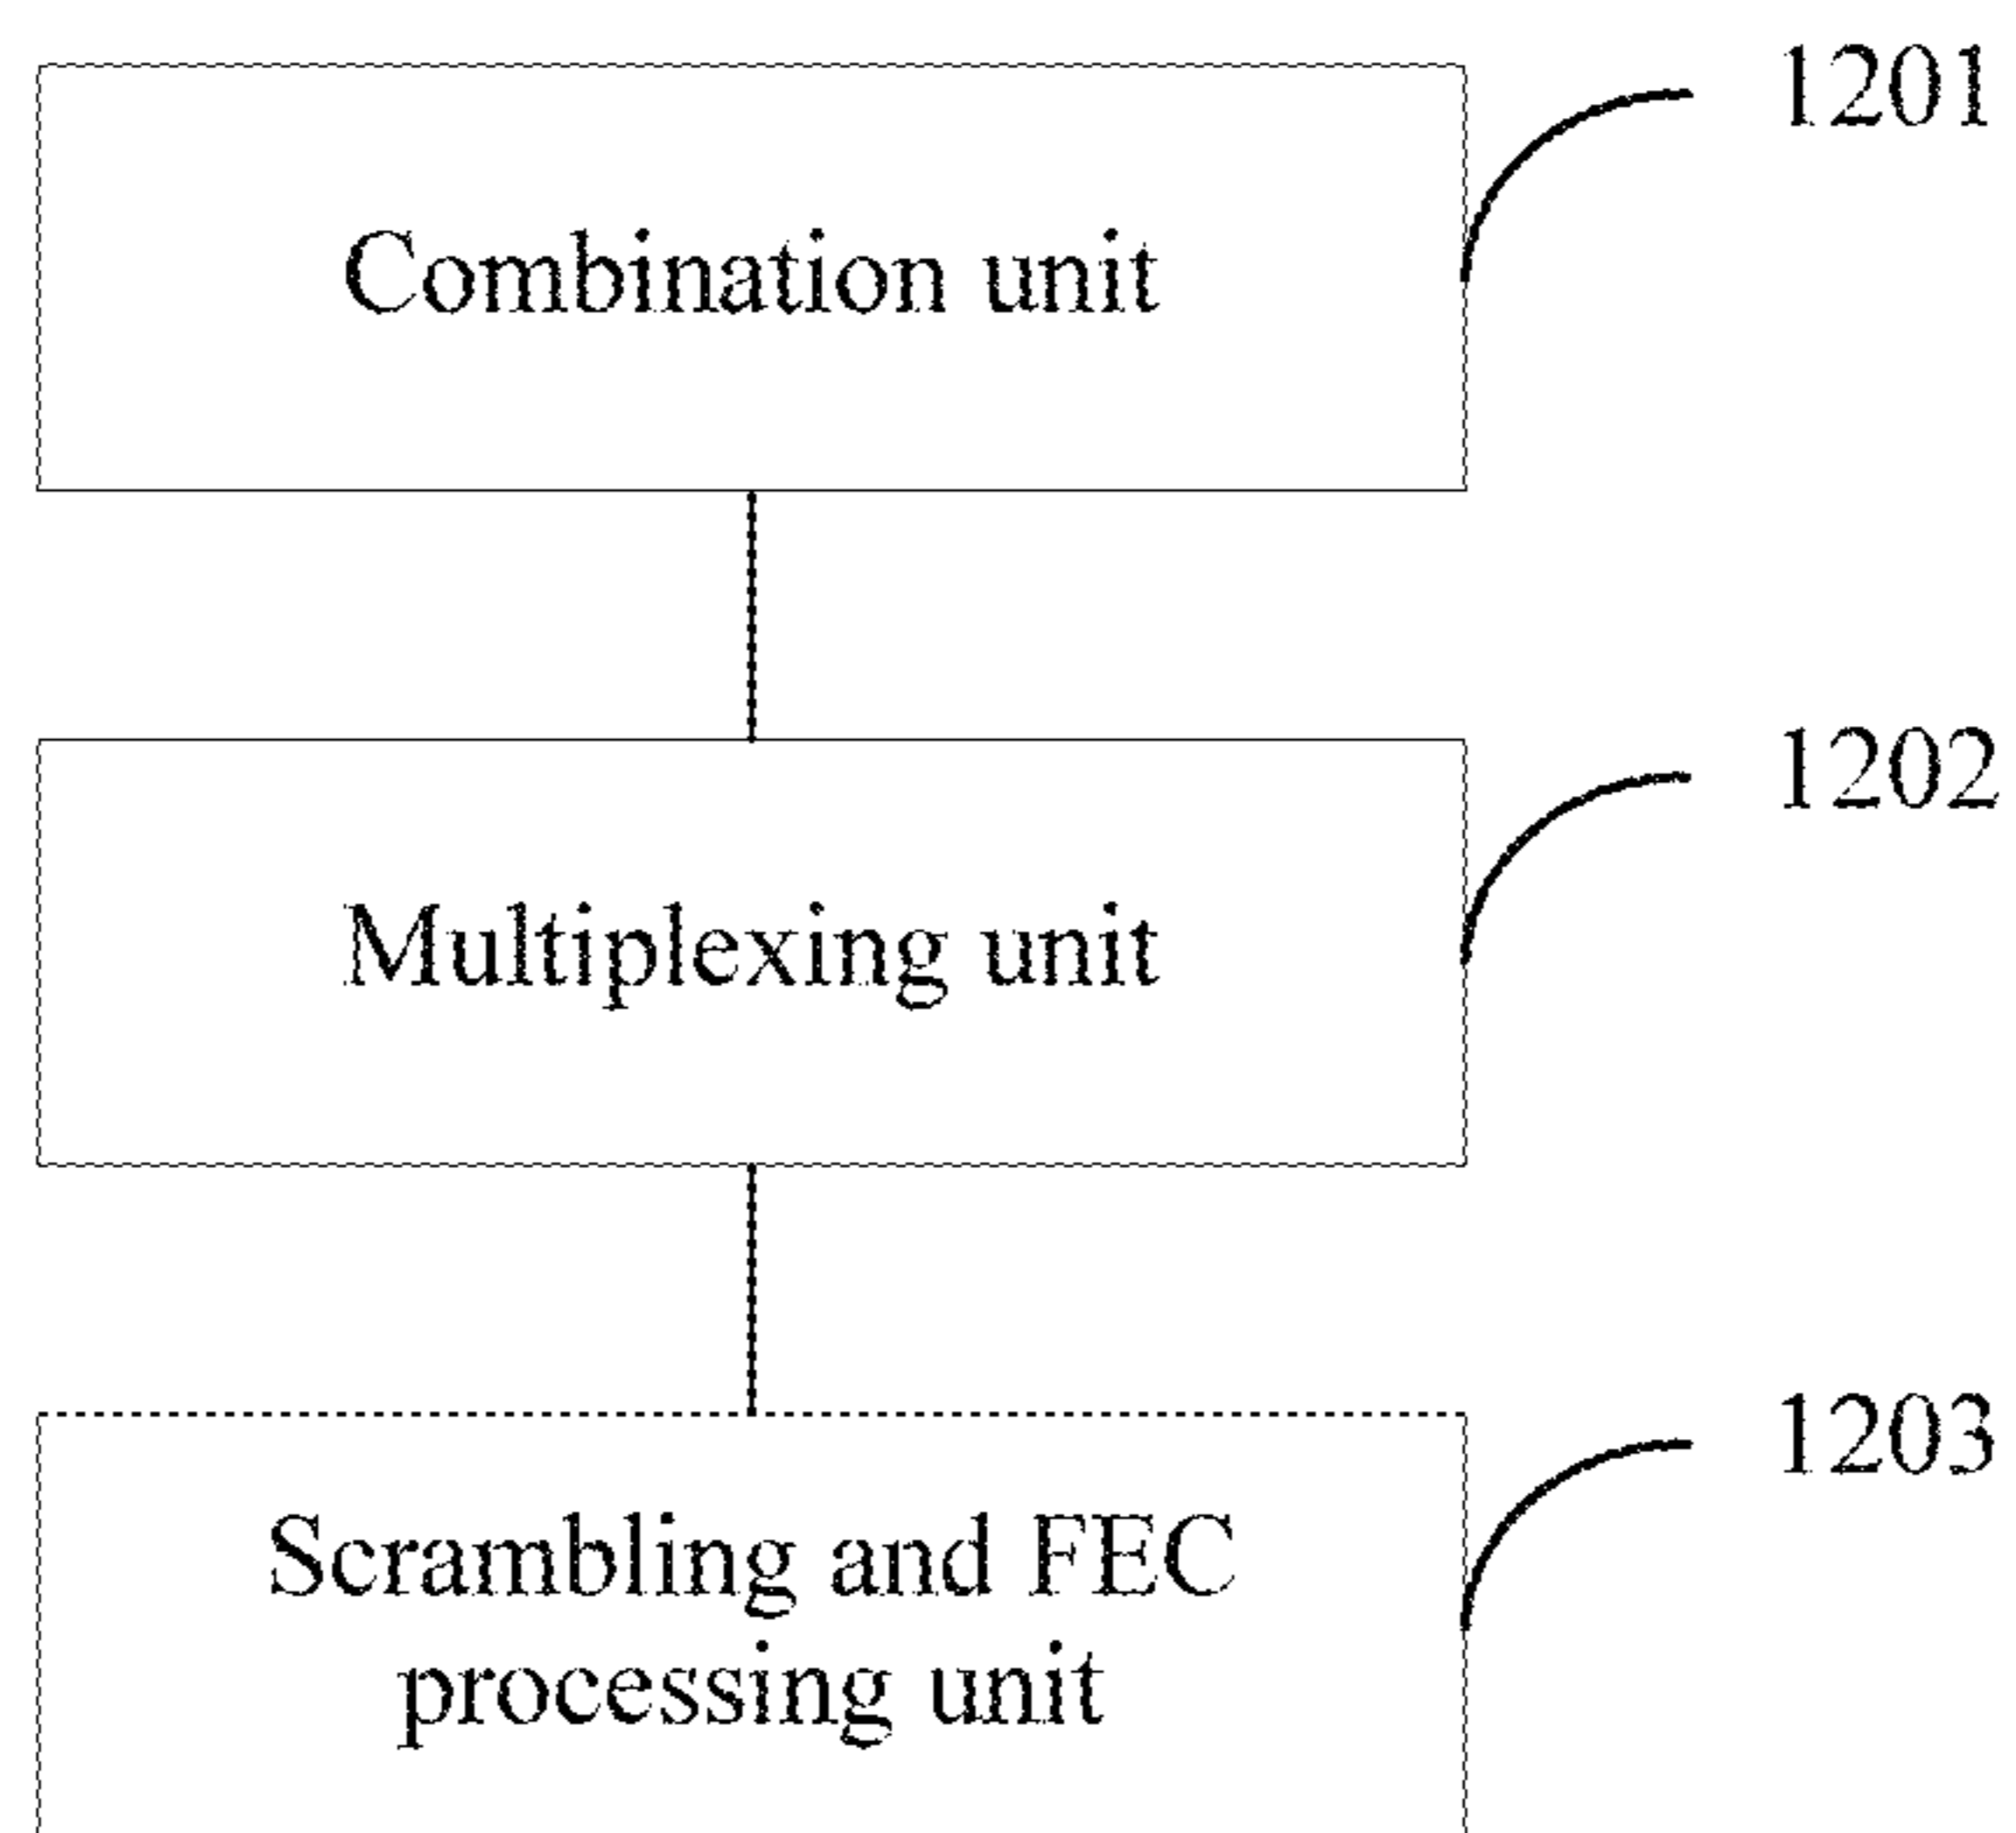 1201
Combination unit
1202
Multiplexing unit
1203
Scrambling and FEC
processing unit